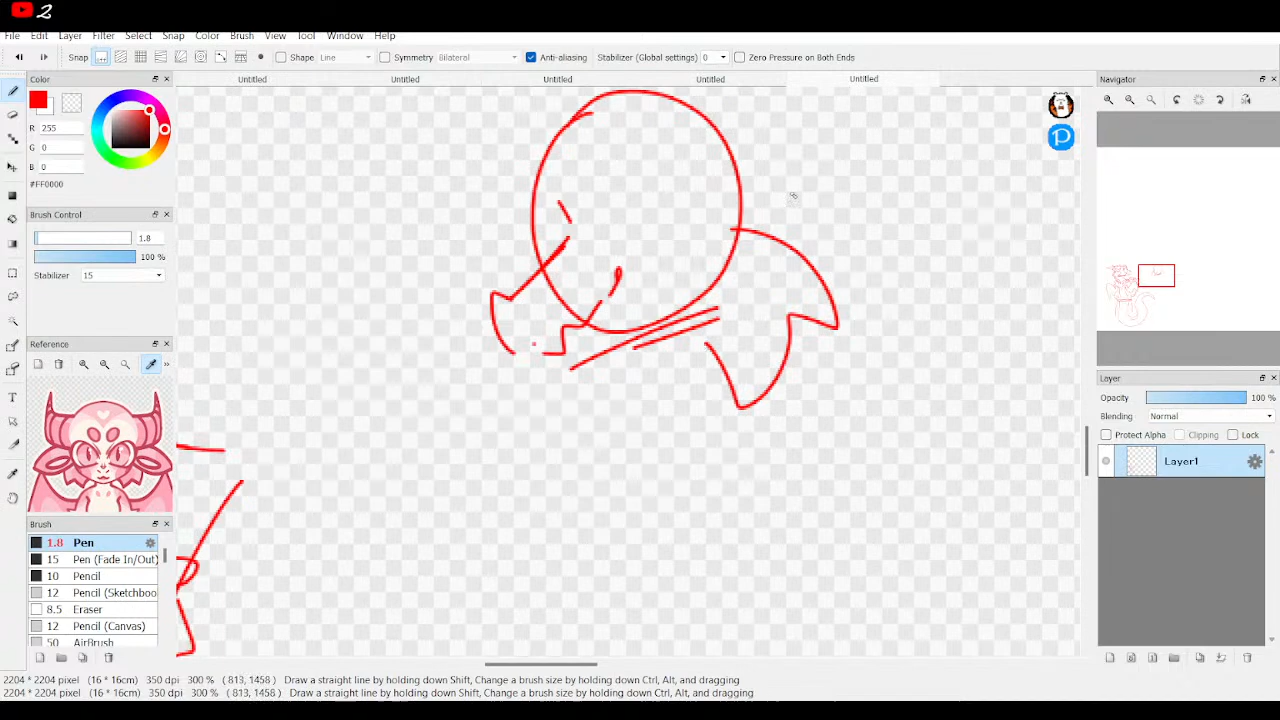 2
File Edit Layer Filter Select Snap Color Brush Tool Window Help
Snap Shape Line Symmetry Bilateral Anti-aliasing Stabilizer (Global settings) 0 Zero Pressure on Both Ends
Color Untitled Untitled Untitled Untitled Untitled Navigator
R 255
G 0
B 0
#FF0000
Brush Control
1.8
100 %
Stabilizer 15
Reference
Layer
Opacity 100 %
Blending Normal
Protect Alpha Clipping Lock
Layer1
Brush
1.8 Pen
15 Pen (Fade In/Out)
10 Pencil
12 Pencil (Sketchboo
8.5 Eraser
12 Pencil (Canvas)
50 AirBrush
2204 * 2204 pixel (16 * 16cm) 350 dpi 300 % ( 813, 1458 ) Draw a straight line by holding down Shift, Change a brush size by holding down Ctrl, Alt, and dragging
2204 * 2204 pixel (16 * 16cm) 350 dpi 300 % ( 813, 1458 ) Draw a straight line by holding down Shift, Change a brush size by holding down Ctrl, Alt, and dragging